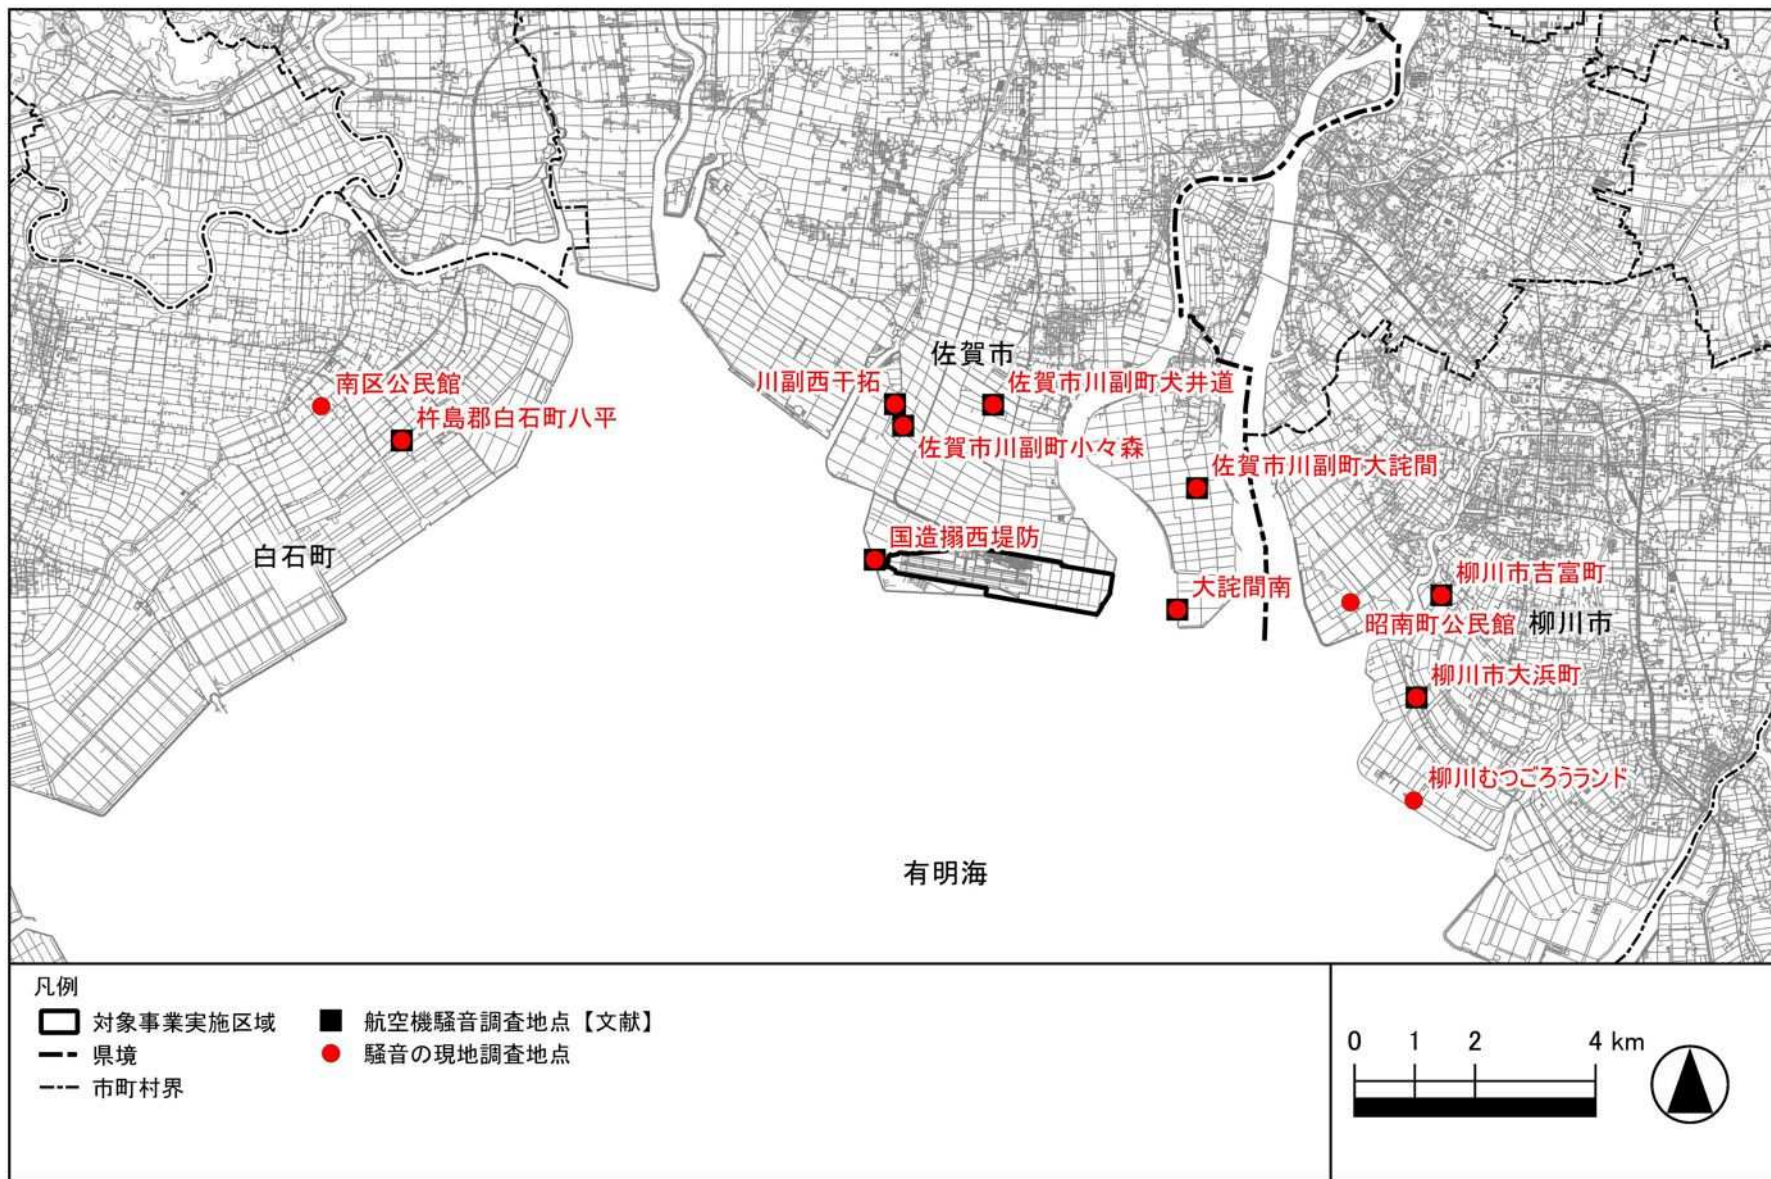 佐賀市
川副西干拓
佐賀市川副町犬井道
南区公民館
杵島郡白石町八平
佐賀市川副町小々森
佐賀市川副町大詫間
国造搦西堤防
白石町
大詫間南
柳川市吉富町
昭南町公民館
柳川市
柳川市大浜町
柳川むつごろうランド
有明海
凡例
対象事業実施区域
県境
市町村界
航空機騒音調査地点【文献】
騒音の現地調査地点
0 1 2 4 km